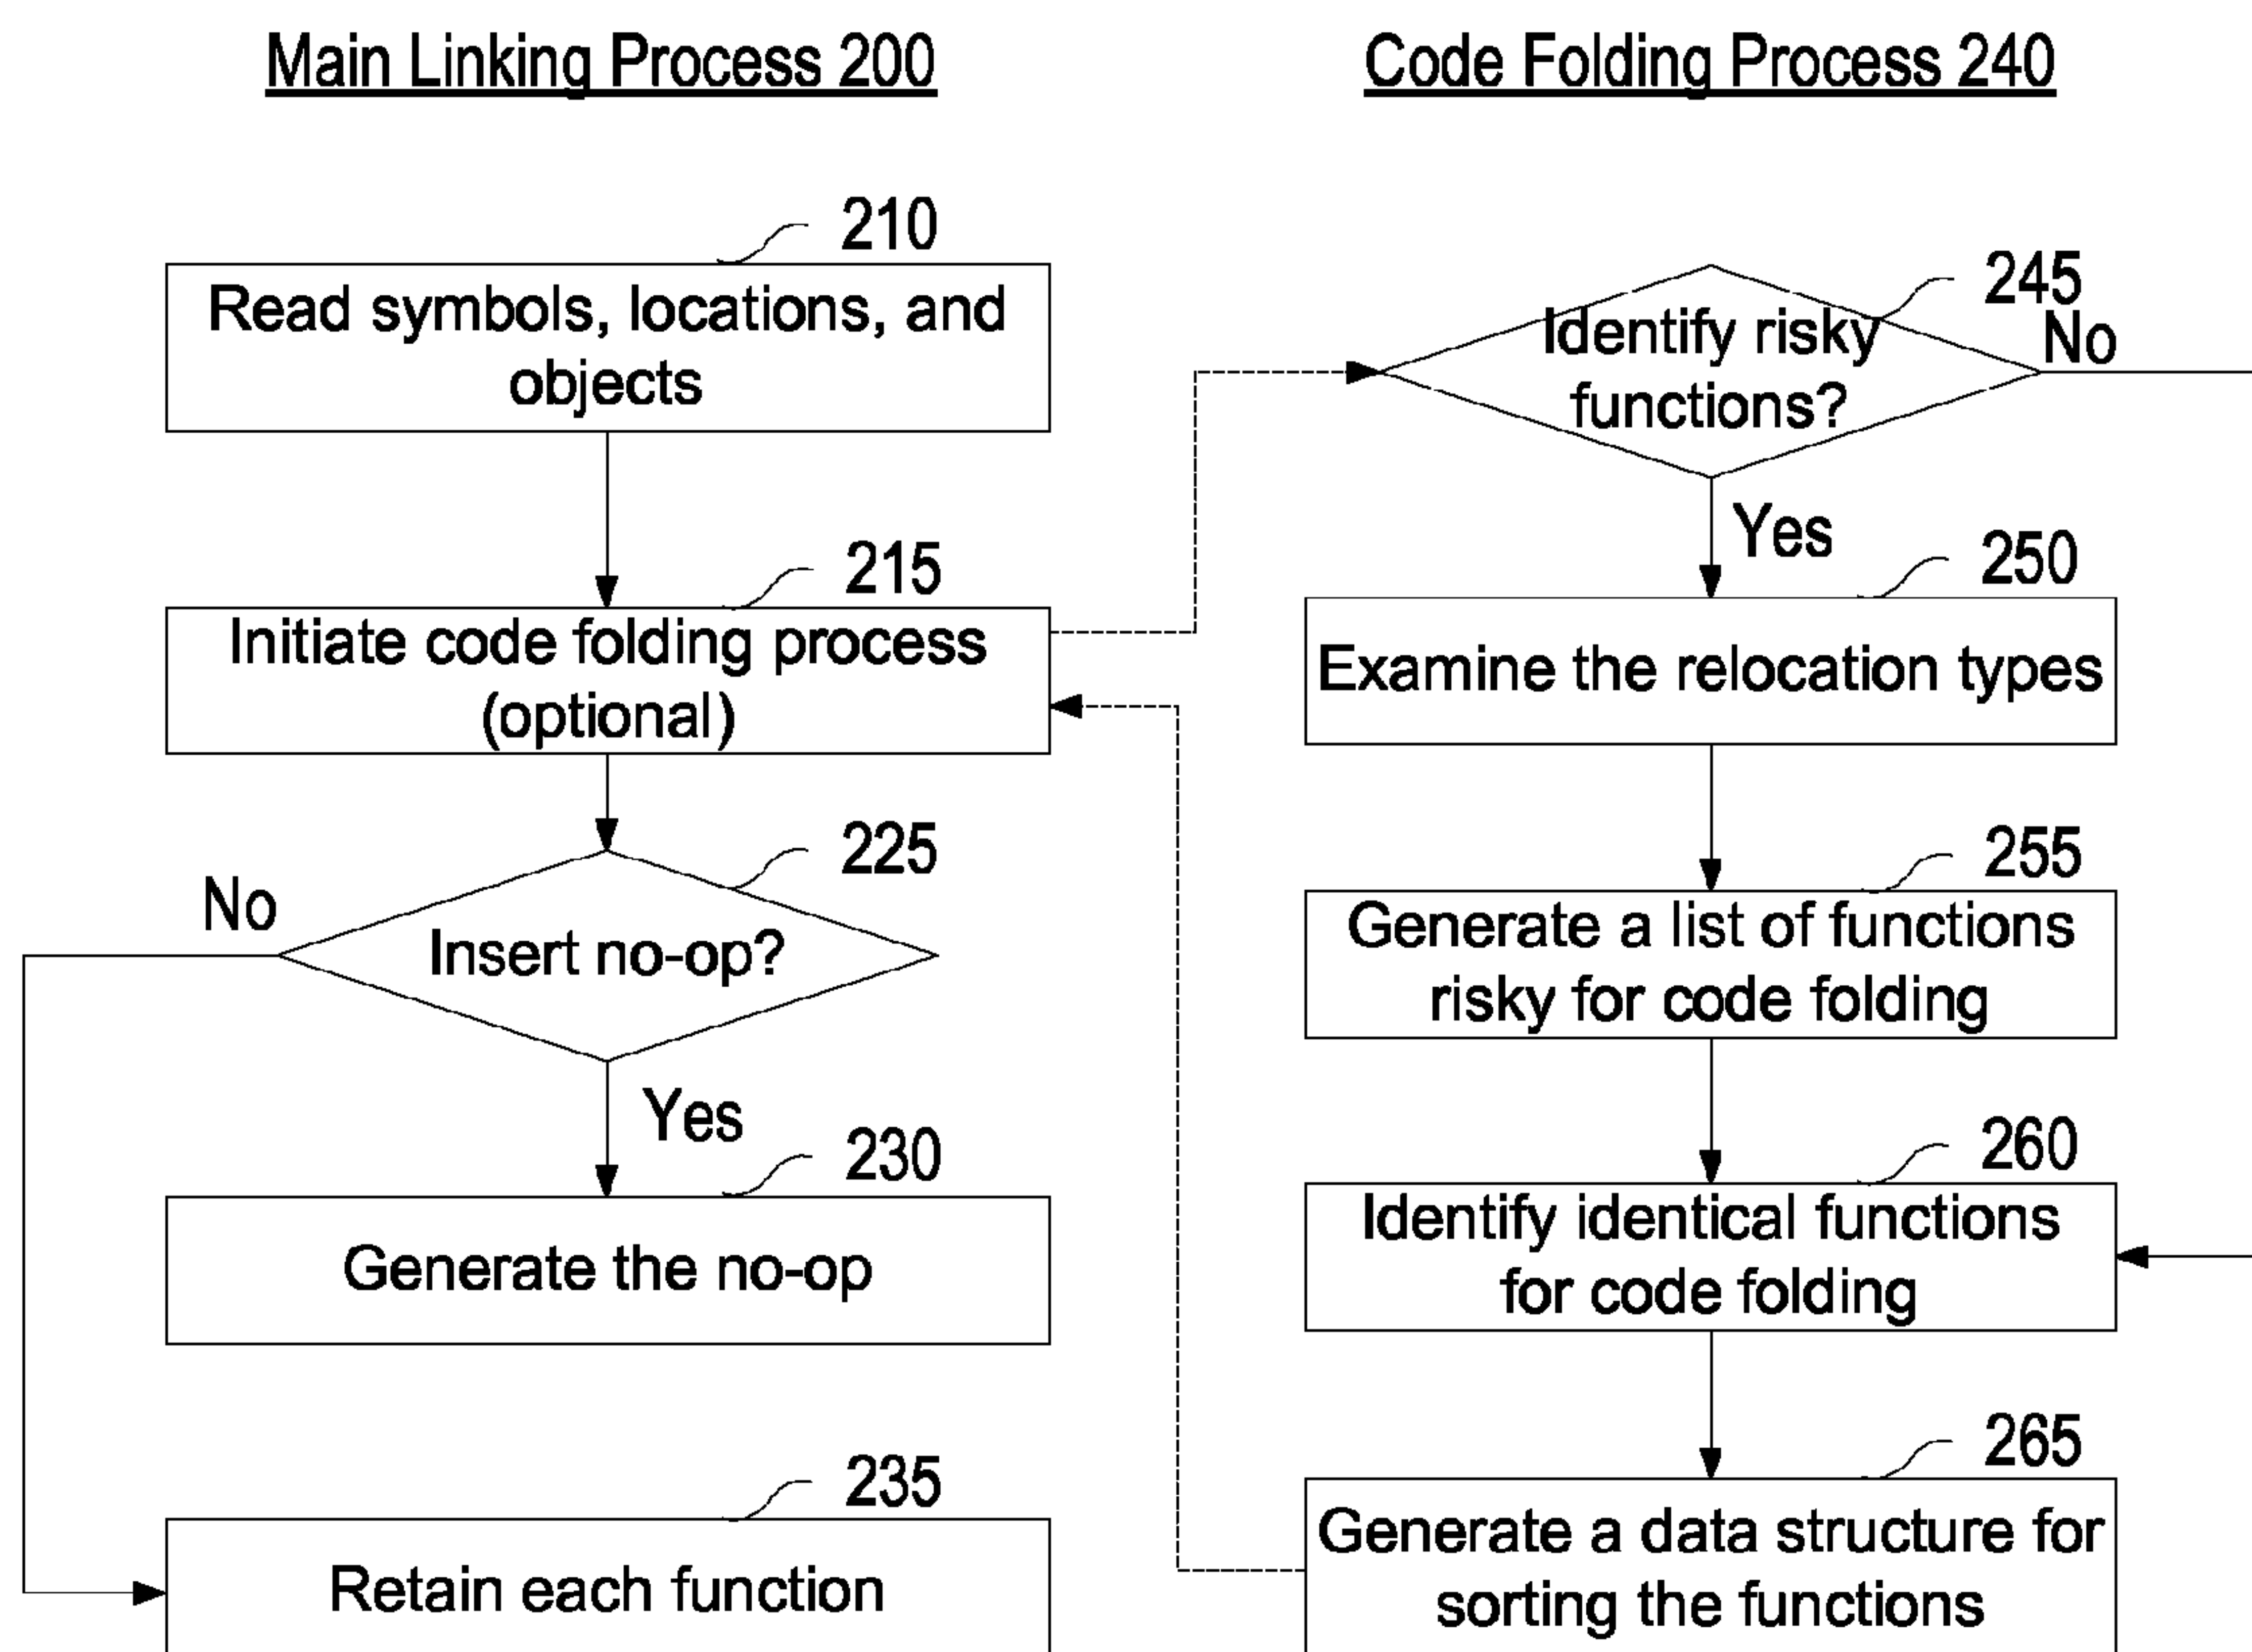 Main Linking Process 200
210
Read symbols, locations, and
objects
215
Initiate code folding process
(optional)
225
No
Insert no-op?
Yes
230
Generate the no-op
235
Retain each function
Code Folding Process 240
245
Identify risky
functions?
No
Yes
250
Examine the relocation types
255
Generate a list of functions
risky for code folding
260
Identify identical functions
for code folding
265
Generate a data structure for
sorting the functions